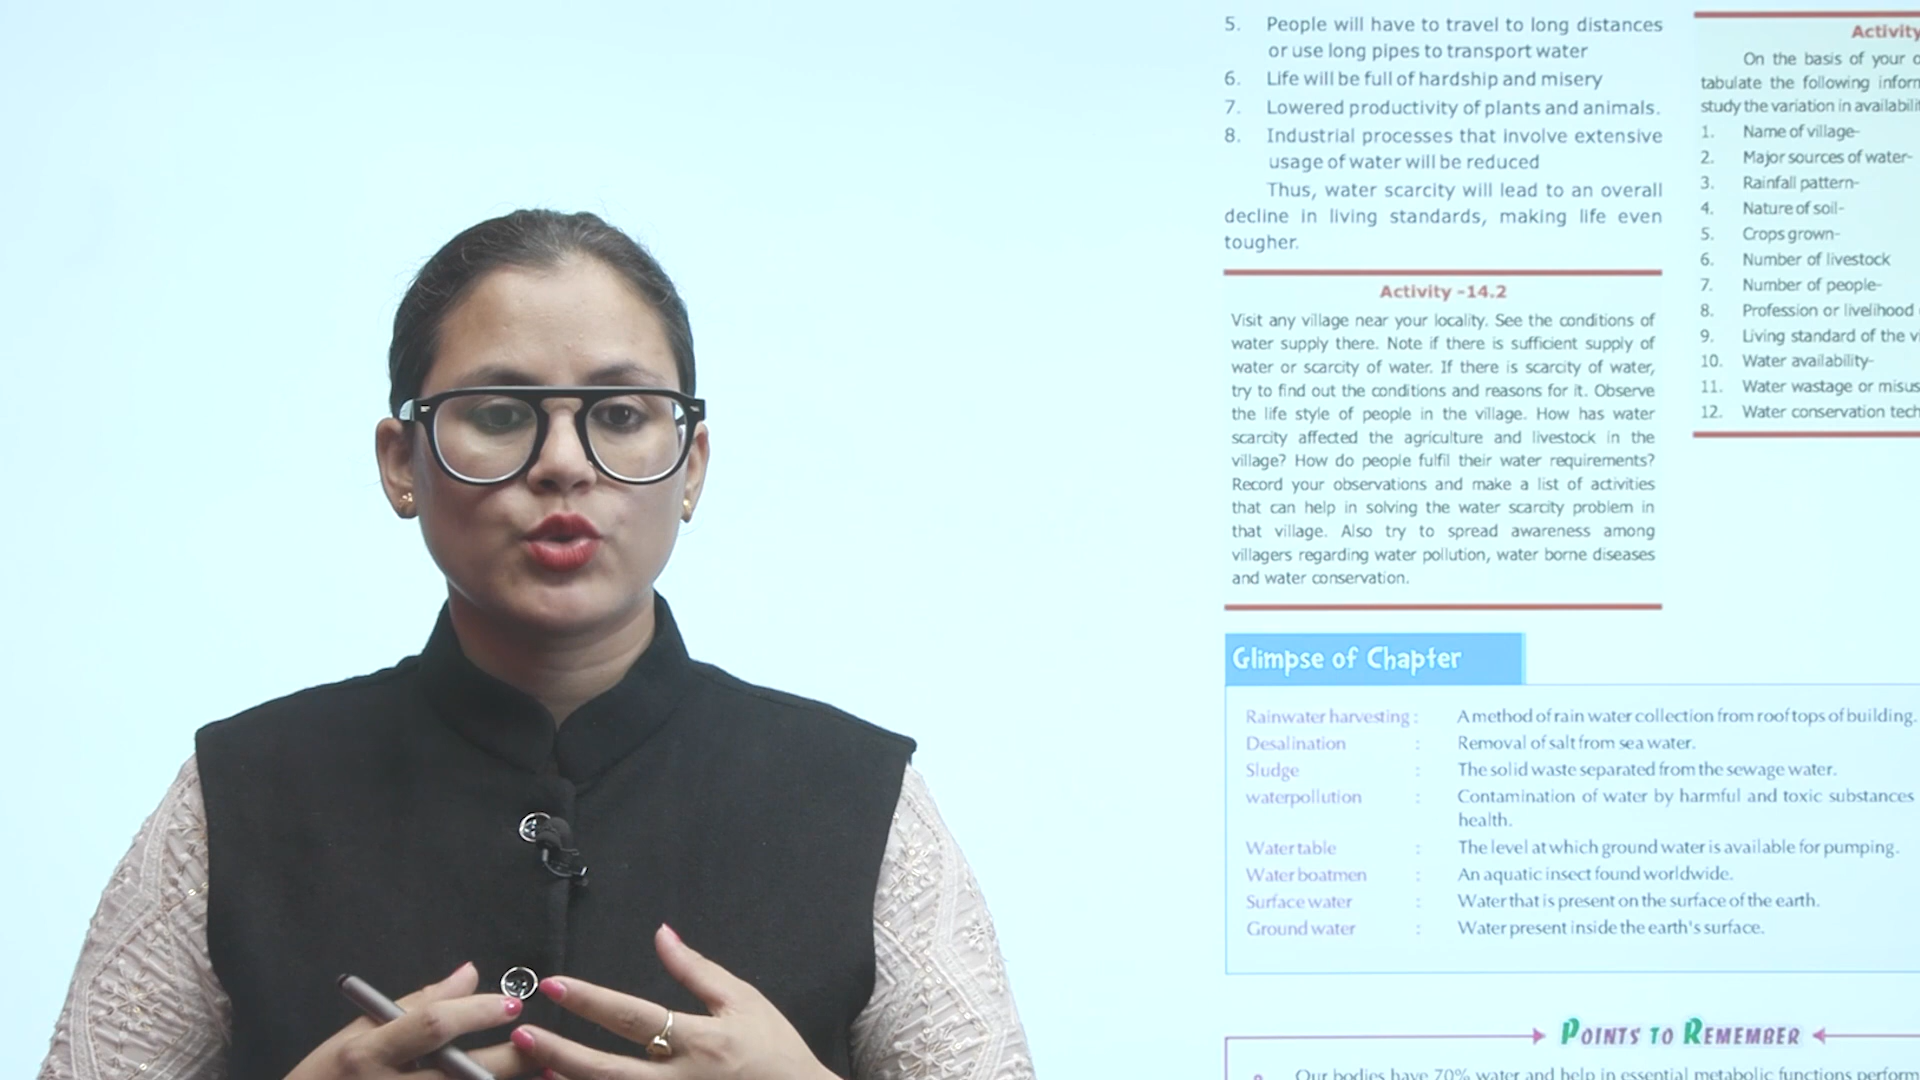 5. People will have to travel to long distances
or use long pipes to transport water
6. Life will be full of hardship and misery
7. Lowered productivity of plants and animals.
8. Industrial processes that involve extensive
usage of water will be reduced
Thus, water scarcity will lead to an overall
decline in living standards, making life even
tougher.
Activity -14.2
Visit any village near your locality. See the conditions of
water supply there. Note if there is sufficient supply of
water or scarcity of water. If there is scarcity of water,
try to find out the conditions and reasons for it. Observe
the life style of people in the village. How has water
scarcity affected the agriculture and livestock in the
village? How do people fulfil their water requirements?
Record your observations and make a list of activities
that can help in solving the water scarcity problem in
that village. Also try to spread awareness among
villagers regarding water pollution, water borne diseases
and water conservation.
Activity
On the basis of your
tabulate the following
study the variation in
1. Name of village-
2. Major sources of water-
3. Rainfall pattern-
4. Nature of soil-
5. Crops grown-
6. Number of livestock
7. Number of people-
8. Profession or livelihood
9. Living standard of the
10. Water availability-
11. Water wastage or
12. Water conservation
Glimpse of Chapter
Rainwater harvesting : A method of rain water collection from roof tops of building.
Desalination : Removal of salt from sea water.
Sludge : The solid waste separated from the sewage water.
waterpollution : Contamination of water by harmful and toxic substances
health.
Water table : The level at which ground water is available for pumping.
Water boatmen : An aquatic insect found worldwide.
Surface water : Water that is present on the surface of the earth.
Ground water : Water present inside the earth's surface.
POINTS TO REMEMBER
Our bodies have 70% water and help in essential metabolic functions